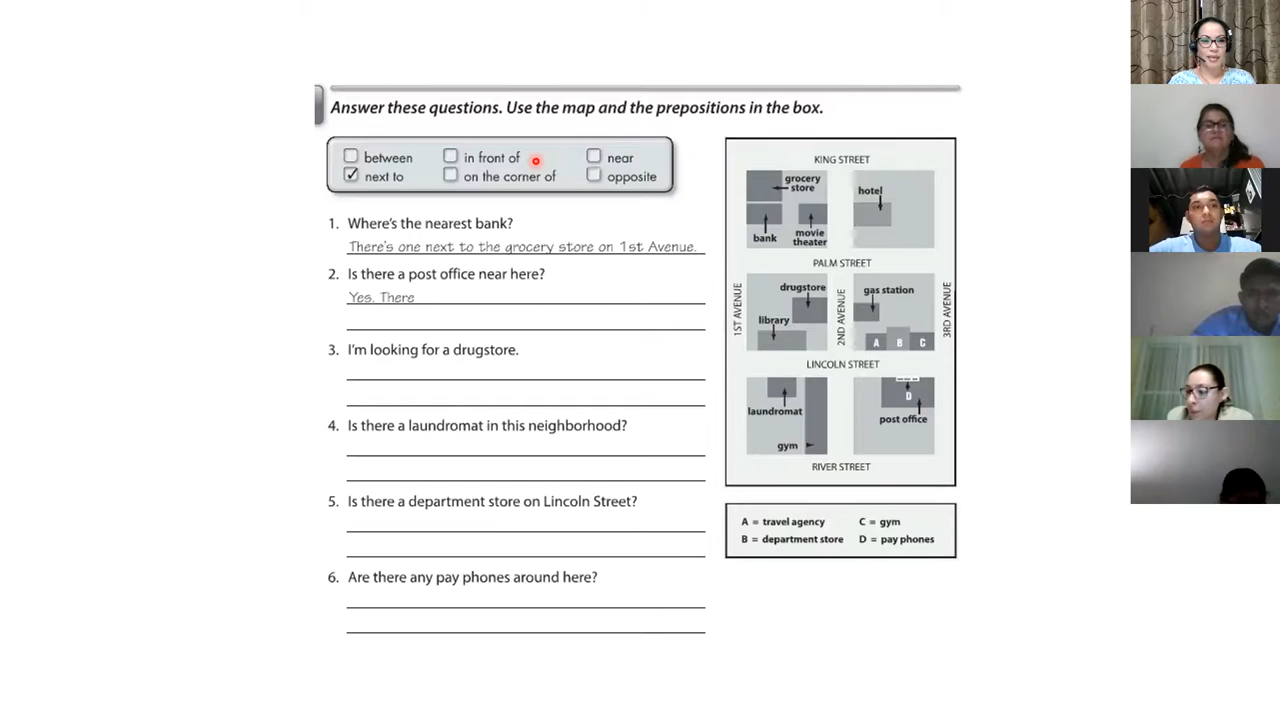 Answer these questions. Use the map and the prepositions in the box.
between
in front of
near
next to
on the corner of
opposite
1. Where's the nearest bank?
There's one next to the grocery store on 1st Avenue.
2. Is there a post office near here?
Yes. There
3. I'm looking for a drugstore.
4. Is there a laundromat in this neighborhood?
5. Is there a department store on Lincoln Street?
6. Are there any pay phones around here?
KING STREET
grocery
store
hotel
bank
movie
theater
PALM STREET
1ST AVENUE
drugstore
library
2ND AVENUE
gas station
A B C
3RD AVENUE
LINCOLN STREET
laundromat
gym
D
post office
RIVER STREET
A = travel agency
C = gym
B = department store
D = pay phones